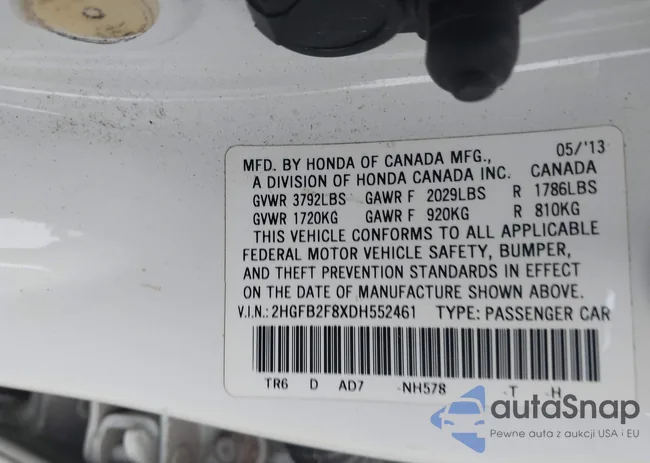 05/'13
MFD. BY HONDA OF CANADA MFG.,
A DIVISION OF HONDA CANADA INC. CANADA
GVWR 3792LBS GAWR F 2029LBS R 1786LBS
GVWR 1720KG GAWR F 920KG R 810KG
THIS VEHICLE CONFORMS TO ALL APPLICABLE
FEDERAL MOTOR VEHICLE SAFETY, BUMPER,
AND THEFT PREVENTION STANDARDS IN EFFECT
ON THE DATE OF MANUFACTURE SHOWN ABOVE.
V.I.N.: 2HGFB2F8XDH552461 TYPE: PASSENGER CAR
TR6 D AD7 -NH578 -T -H
autaSnap
Pewne auta z aukcji USA i EU